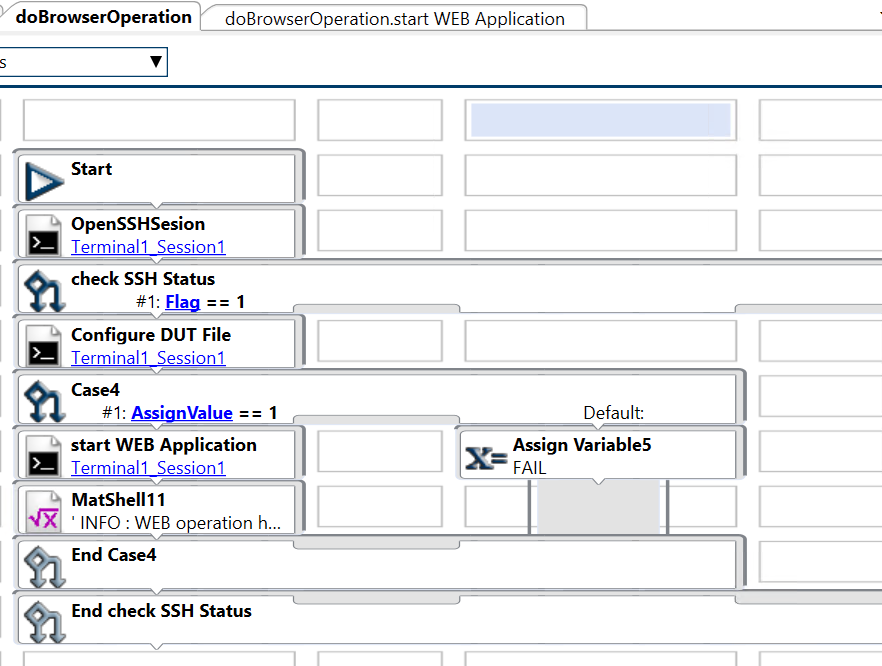 doBrowserOperation
doBrowserOperation.start WEB Application
s
Start
OpenSSHSesion
Terminal1_Session1
check SSH Status
#1: Flag == 1
Configure DUT File
Terminal1_Session1
Case4
#1: AssignValue == 1
Default:
start WEB Application
Terminal1_Session1
Assign Variable5
FAIL
MatShell11
' INFO : WEB operation h...
End Case4
End check SSH Status